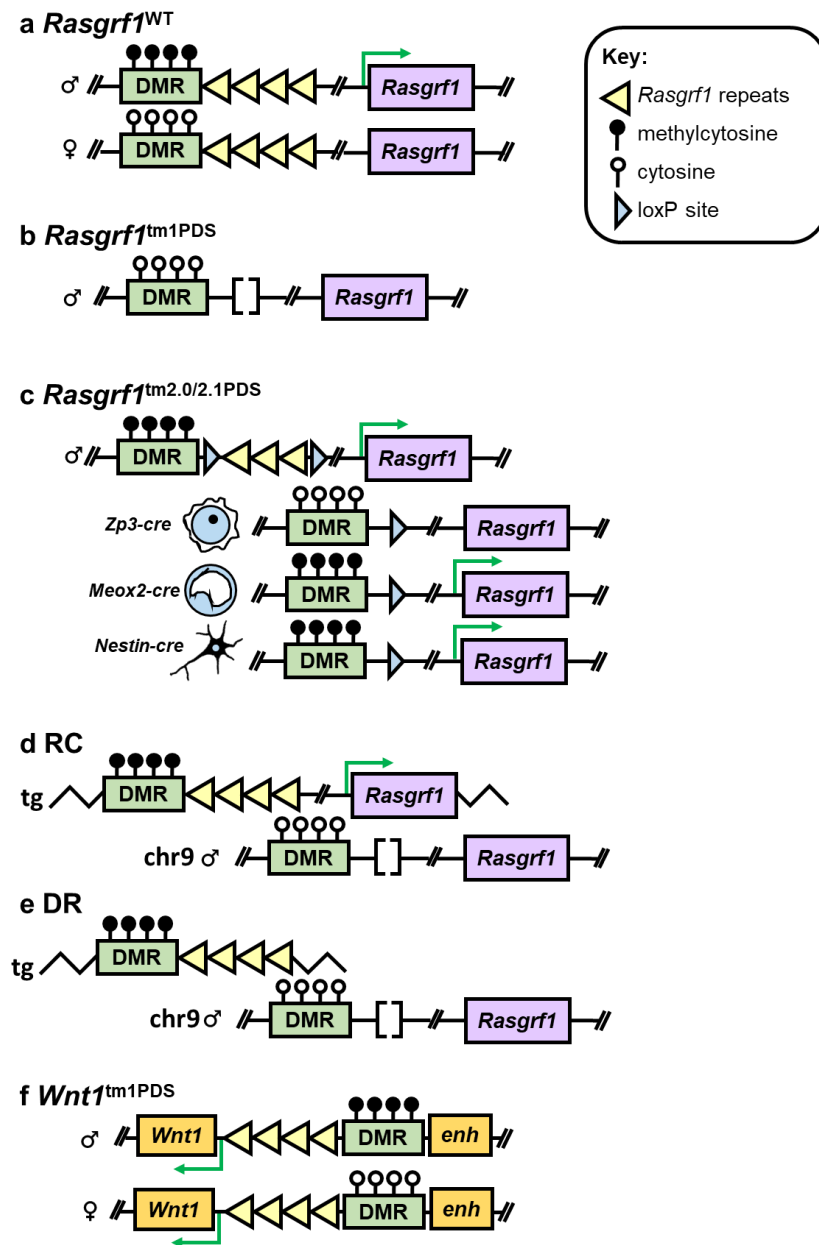 a Rasgrf1WT
♂ DMR Rasgrf1
♀ DMR Rasgrf1
Key:
Rasgrf1 repeats
methylcytosine
cytosine
loxP site
b Rasgrf1tm1PDS
♂ DMR Rasgrf1
c Rasgrf1tm2.0/2.1PDS
♂ DMR Rasgrf1
Zp3-cre DMR Rasgrf1
Meox2-cre DMR Rasgrf1
Nestin-cre DMR Rasgrf1
d RC
tg DMR Rasgrf1
chr9 ♂ DMR Rasgrf1
e DR
tg DMR
chr9 ♂ DMR Rasgrf1
f Wnt1tm1PDS
♂ Wnt1 DMR enh
♀ Wnt1 DMR enh